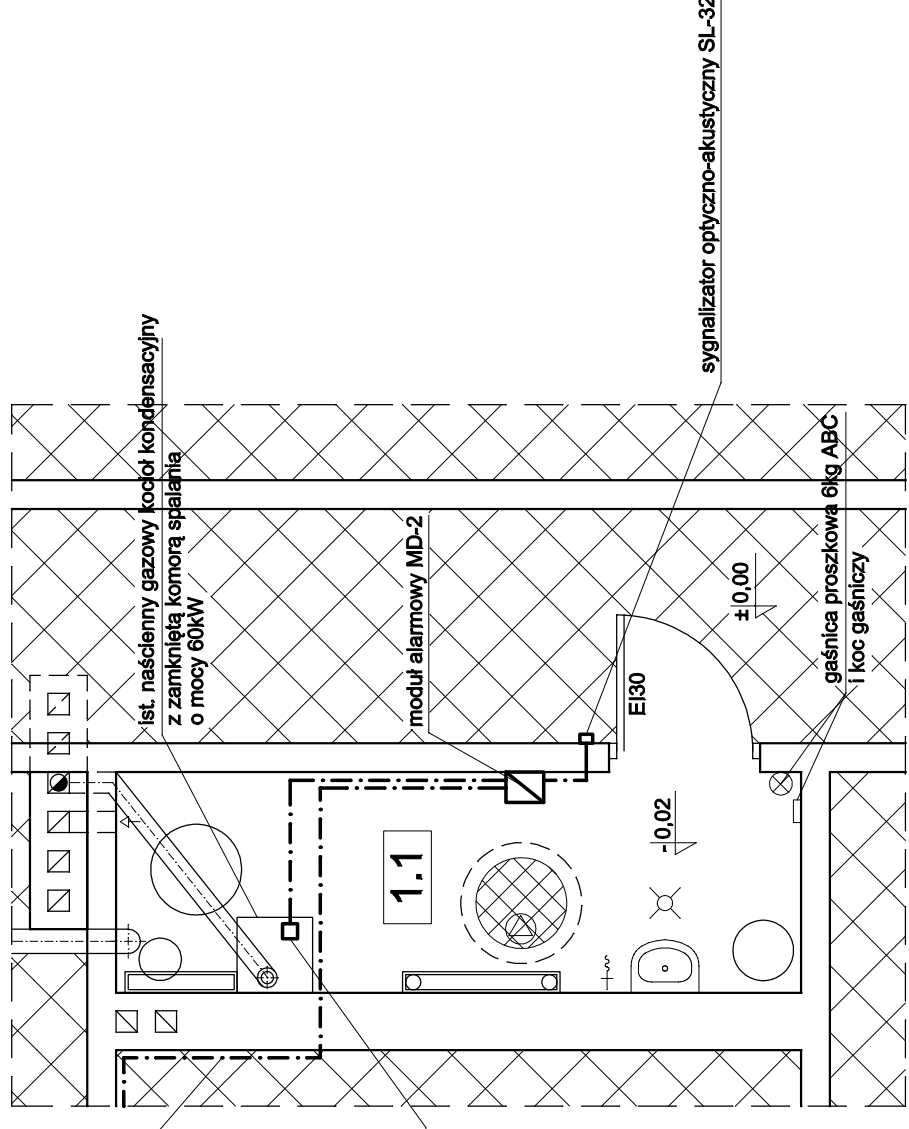 ist. naścienny gazowy kocioł kondensacyjny
z zamkniętą komorą spalania
o mocy 60kW
moduł alarmowy MD-2
sygnalizator optyczno-akustyczny SL-32
gaśnica proszkowa 6kg ABC
i koc gaśniczy
EI30
±0,00
-0,02
1.1